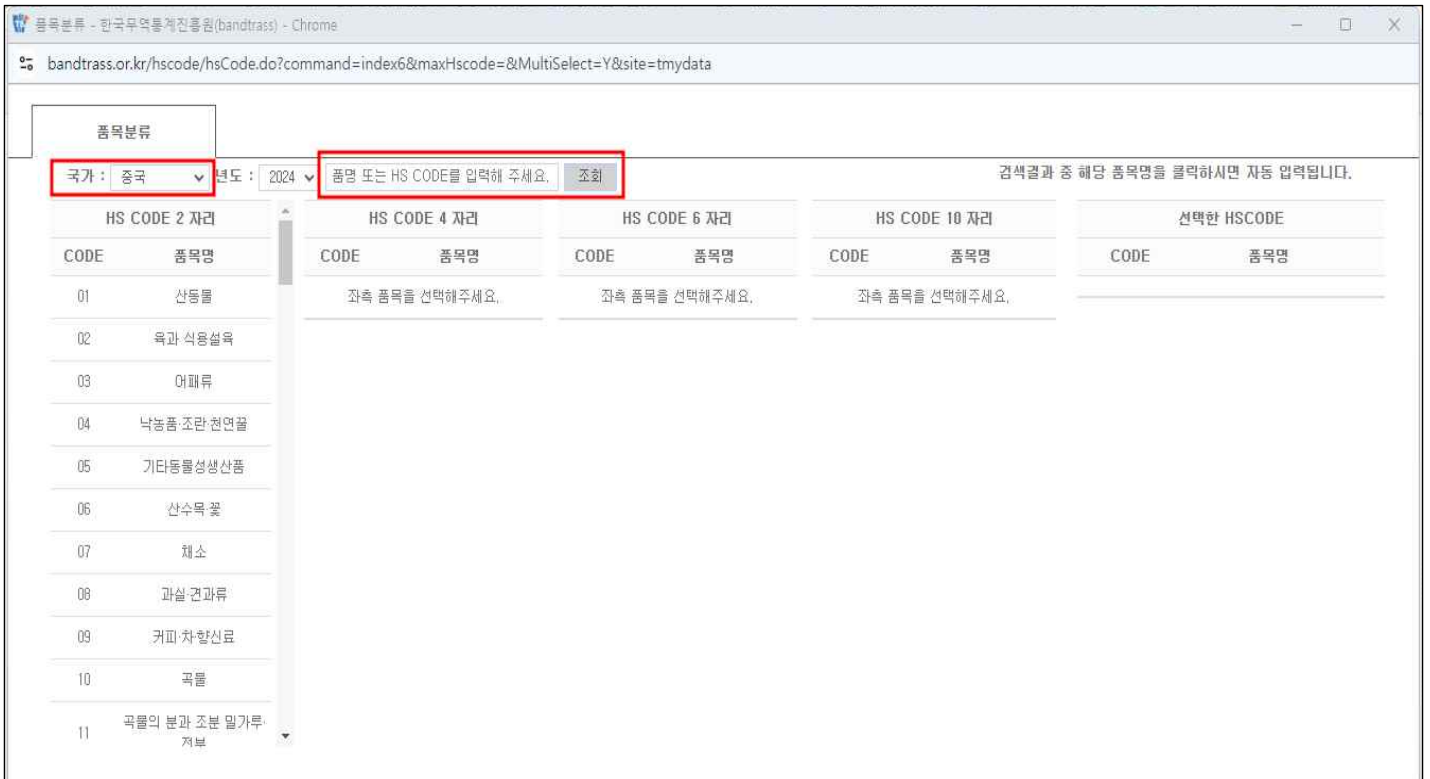 품목분류 - 한국무역통계진흥원(bandtrass) - Chrome
bandtrass.or.kr/hscode/hsCode.do?command=index6&maxHscode=&MultiSelect=Y&site=tmydata
품목분류
국가 : 중국 년도 : 2024 품명 또는 HS CODE를 입력해 주세요. 조회 검색결과 중 해당 품목명을 클릭하시면 자동 입력됩니다.
HS CODE 2 자리 HS CODE 4 자리 HS CODE 6 자리 HS CODE 10 자리 선택한 HSCODE
CODE 품목명 CODE 품목명 CODE 품목명 CODE 품목명 CODE 품목명
01 산동물 좌측 품목을 선택해주세요. 좌측 품목을 선택해주세요. 좌측 품목을 선택해주세요.
02 육과 식용설육
03 어패류
04 낙농품·조란·천연꿀
05 기타동물성생산품
06 산수목·꽃
07 채소
08 과실·견과류
09 커피·차·향신료
10 곡물
11 곡물의 분과 조분 밀가루·
전분